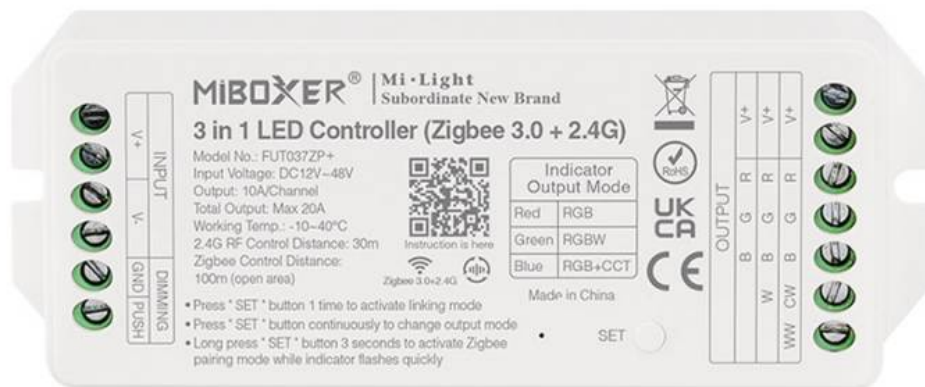 MIBOXER® | Mi·Light
Subordinate New Brand
3 in 1 LED Controller (Zigbee 3.0 + 2.4G)
Model No.: FUT037ZP+
Input Voltage: DC12V~48V
Output: 10A/Channel
Total Output: Max 20A
Working Temp.: -10~40°C
2.4G RF Control Distance: 30m
Zigbee Control Distance:
100m (open area)
Instruction is here
Zigbee 3.0+2.4G
Indicator
Output Mode
Red RGB
Green RGBW
Blue RGB+CCT
Made in China
• Press " SET " button 1 time to activate linking mode
• Press " SET " button continuously to change output mode
• Long press " SET " button 3 seconds to activate Zigbee
pairing mode while indicator flashes quickly
SET
RoHS
UK
CA
CE
INPUT
V+ V-
DIMMING
GND PUSH
OUTPUT
V+ R G B
V+ R G B W
V+ R G B CW WW